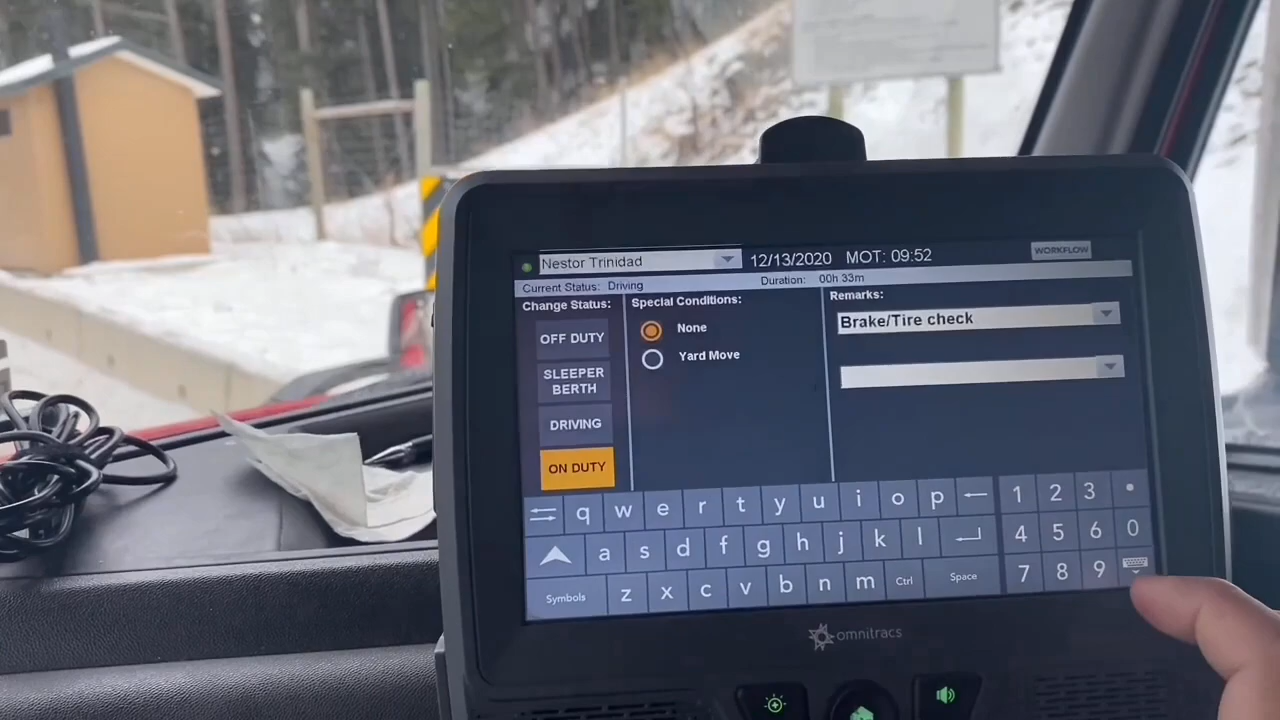 Nestor Trinidad 12/13/2020 MOT: 09:52 WORKFLOW
Current Status: Driving Duration: 00h 33m
Change Status: Special Conditions: Remarks:
OFF DUTY None Brake/Tire check
SLEEPER BERTH Yard Move
DRIVING
ON DUTY
q w e r t y u i o p 1 2 3
a s d f g h j k l 4 5 6 0
Symbols z x c v b n m Ctrl Space 7 8 9
omnitracs